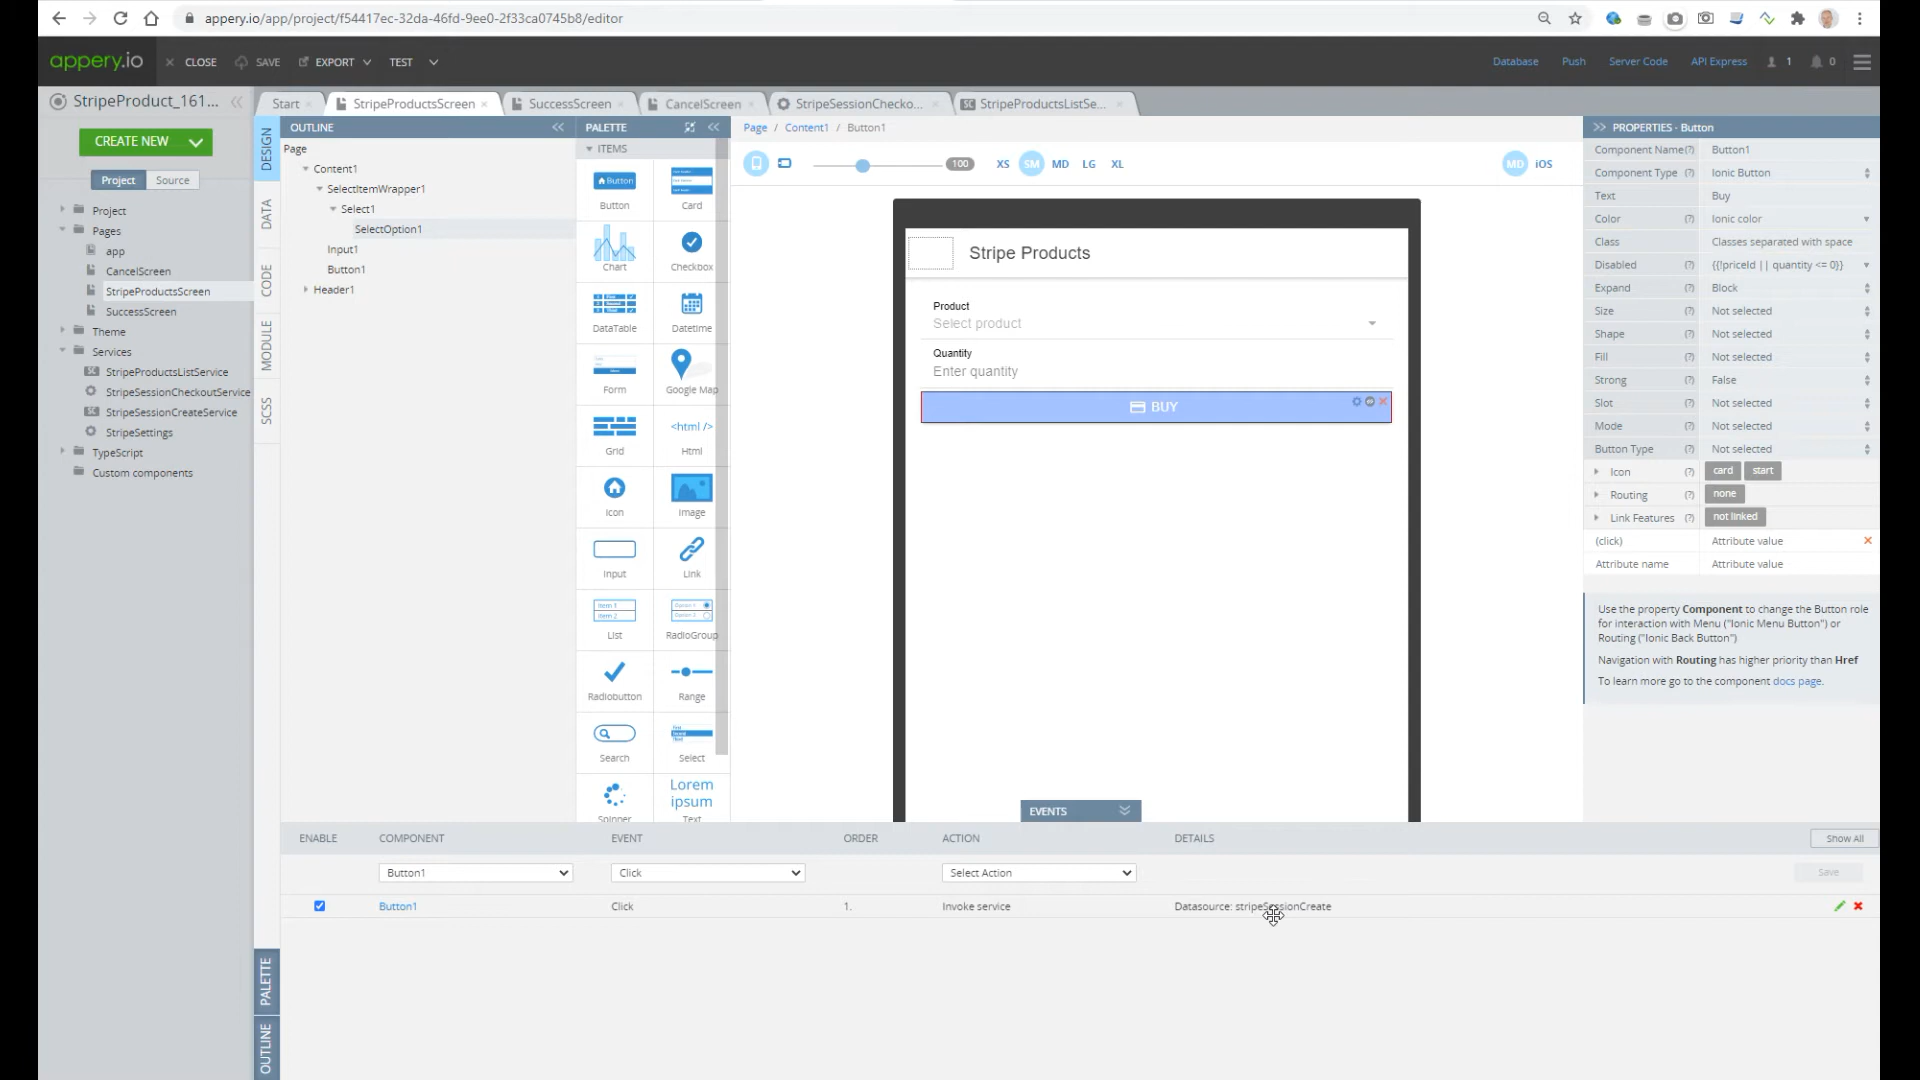 appery.io/app/project/f54417ec-32da-46fd-9ee0-2f33ca0745b8/editor
appery.io
CLOSE
SAVE
EXPORT
TEST
Database
Push
Server Code
API Express
1
0
StripeProduct_161...
Start
StripeProductsScreen
SuccessScreen
CancelScreen
StripeSessionChecko...
SC StripeProductsListSe...
CREATE NEW
Project
Source
Project
Pages
app
CancelScreen
StripeProductsScreen
SuccessScreen
Theme
Services
SC StripeProductsListService
StripeSessionCheckoutService
SC StripeSessionCreateService
StripeSettings
TypeScript
Custom components
DESIGN
DATA
CODE
MODULE
SCSS
PALETTE
OUTLINE
OUTLINE
Page
Content1
SelectItemWrapper1
Select1
SelectOption1
Input1
Button1
Header1
PALETTE
ITEMS
Button
Button
Card
Chart
Checkbox
DataTable
Datetime
Form
Google Map
Grid
<html />
Html
Icon
Image
Input
Link
Item 1
Item 2
List
RadioGroup
Radiobutton
Range
Search
Select
Spinner
Lorem
ipsum
Text
Page / Content1 / Button1
100
XS
SM
MD
LG
XL
MD
iOS
Stripe Products
Product
Select product
Quantity
Enter quantity
BUY
EVENTS
PROPERTIES - Button
Component Name(?) Button1
Component Type (?) Ionic Button
Text Buy
Color (?) Ionic color
Class Classes separated with space
Disabled (?) {{!priceId || quantity <= 0}}
Expand (?) Block
Size (?) Not selected
Shape (?) Not selected
Fill (?) Not selected
Strong (?) False
Slot (?) Not selected
Mode (?) Not selected
Button Type (?) Not selected
Icon (?) card start
Routing (?) none
Link Features (?) not linked
(click) Attribute value
Attribute name Attribute value
Use the property Component to change the Button role
for interaction with Menu ("Ionic Menu Button") or
Routing ("Ionic Back Button")
Navigation with Routing has higher priority than Href
To learn more go to the component docs page.
ENABLE COMPONENT EVENT ORDER ACTION DETAILS Show All
Button1 Click Select Action Save
Button1 Click 1. Invoke service Datasource: stripeSessionCreate